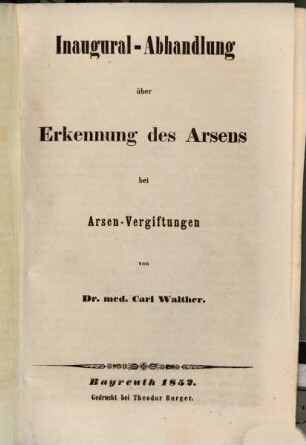 Inaugural-Abhandlung
über
Erkennung des Arsens
bei
Arsen-Vergiftungen
von
Dr. med. Carl Walther.
Bayreuth 1852.
Gedruckt bei Theodor Burger.